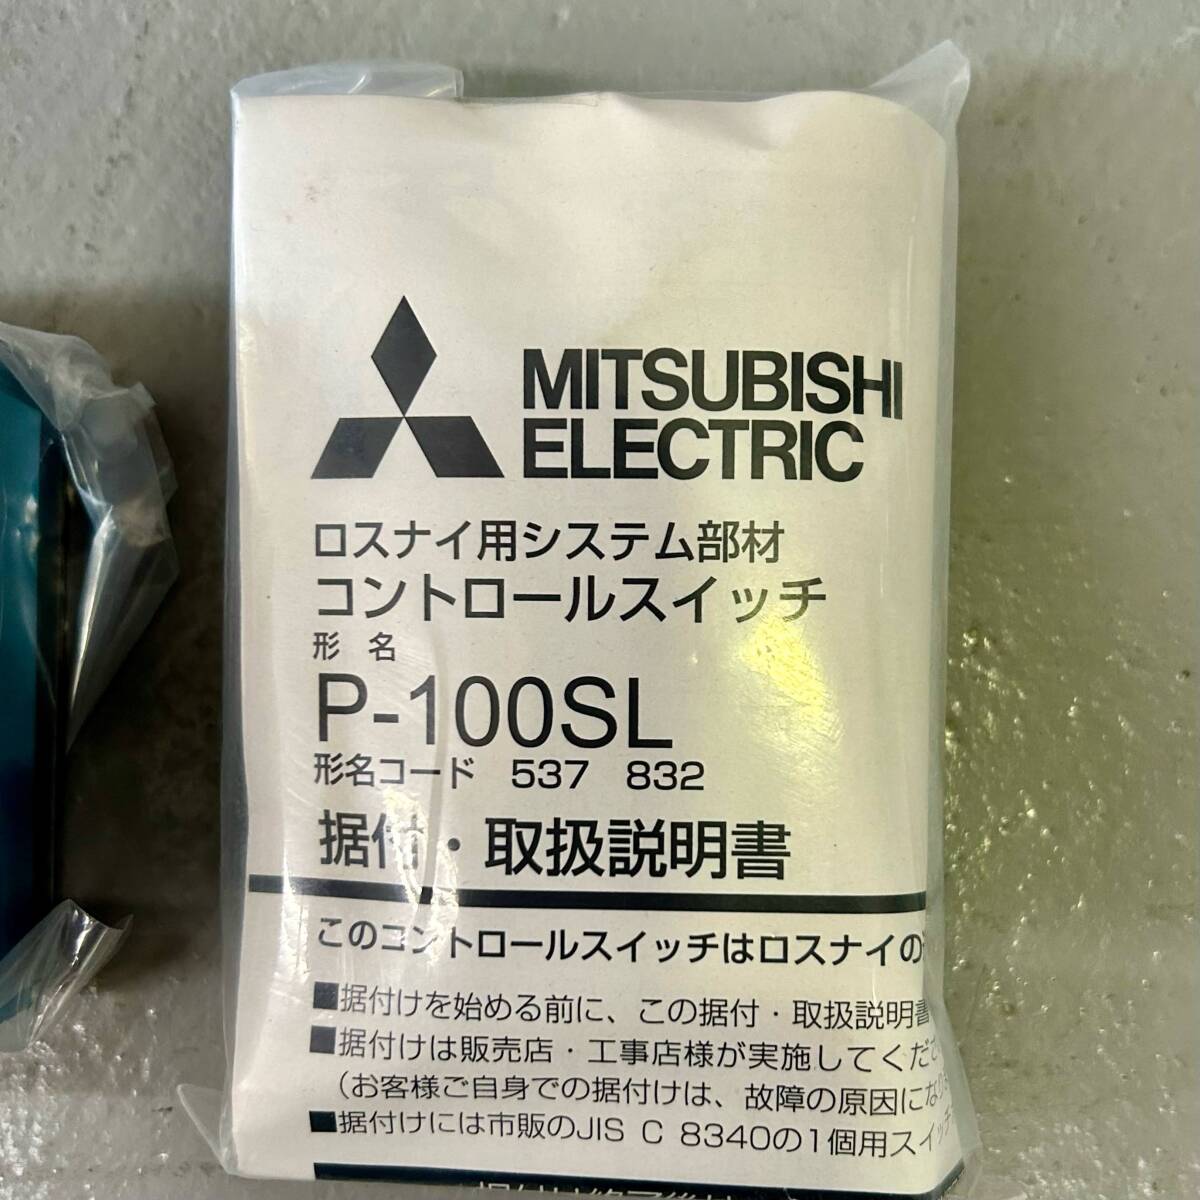 MITSUBISHI
ELECTRIC
ロスナイ用システム部材
コントロールスイッチ
形 名
P-100SL
形名コード 537 832
据付・取扱説明書
このコントロールスイッチはロスナイの
■据付けを始める前に、この据付・取扱説明書
■据付けは販売店・工事店様が実施してくださ
(お客様ご自身での据付けは、故障の原因になり
■据付けには市販のJIS C 8340の1個用スイッチ